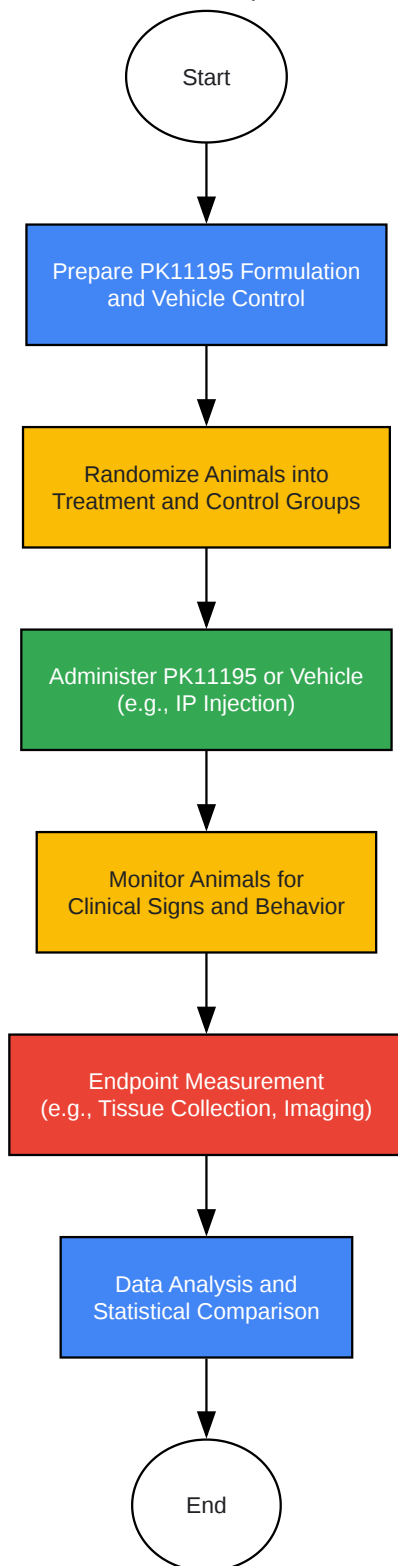 Start
Prepare PK11195 Formulation
and Vehicle Control
Randomize Animals into
Treatment and Control Groups
Administer PK11195 or Vehicle
(e.g., IP Injection)
Monitor Animals for
Clinical Signs and Behavior
Endpoint Measurement
(e.g., Tissue Collection, Imaging)
Data Analysis and
Statistical Comparison
End